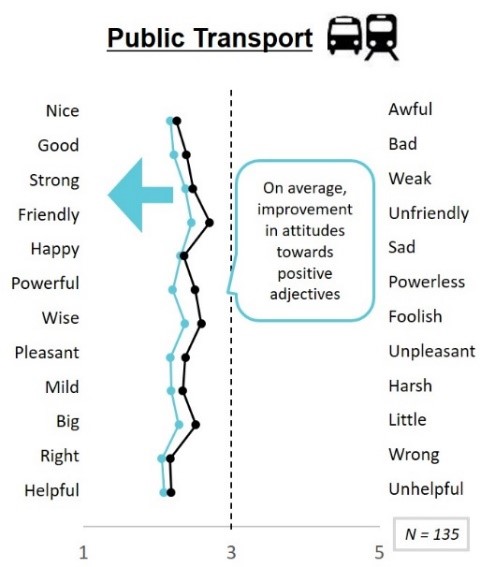 Public Transport
Nice Awful
Good Bad
Strong Weak
Friendly Unfriendly
Happy Sad
Powerful Powerless
Wise Foolish
Pleasant Unpleasant
Mild Harsh
Big Little
Right Wrong
Helpful Unhelpful
On average,
improvement
in attitudes
towards
positive
adjectives
N = 135
1 3 5